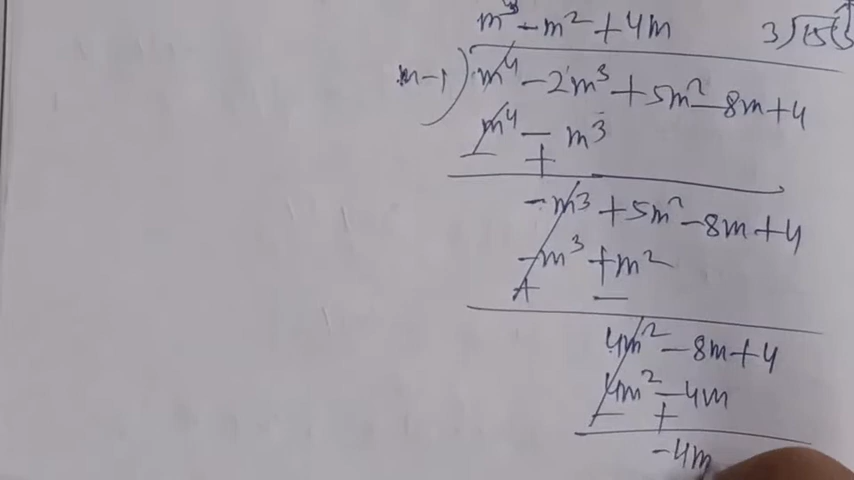 m³ - m² + 4m
3)15(5
m-1)m⁴ - 2m³ + 5m² - 8m + 4
m⁴ - m³
- +
-m³ + 5m² - 8m + 4
-m³ + m²
+ -
4m² - 8m + 4
4m² - 4m
- +
-4m